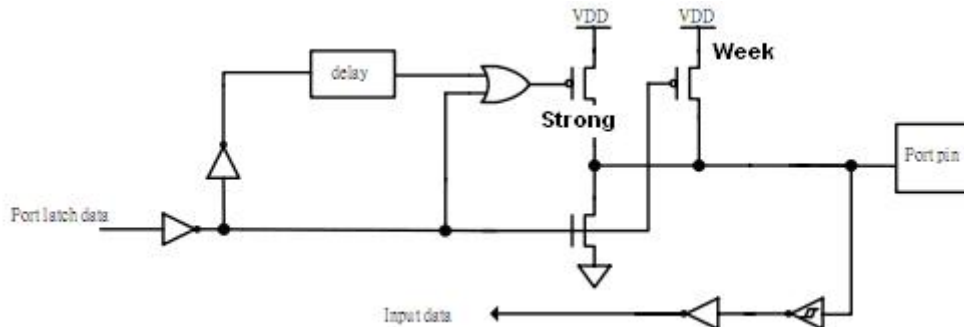 VDD
VDD
Week
delay
Strong
Port pin
Port latch data
Input data